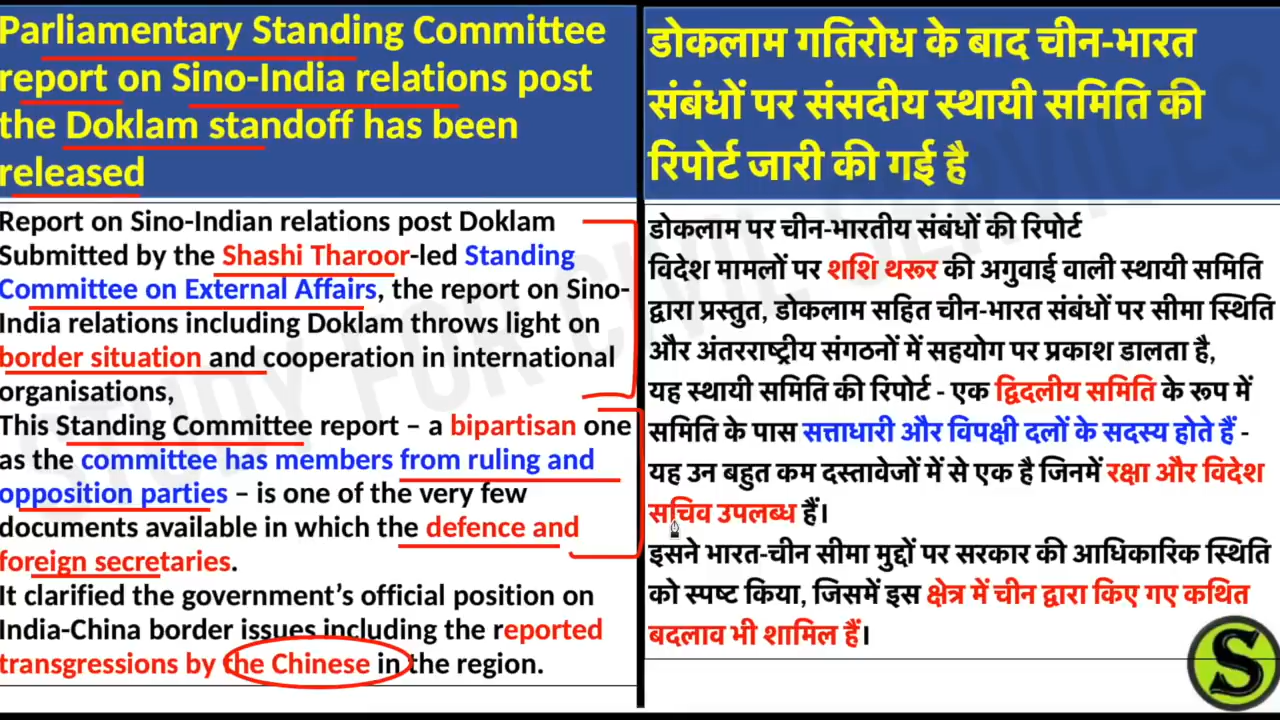 Parliamentary Standing Committee
report on Sino-India relations post
the Doklam standoff has been
released
Report on Sino-Indian relations post Doklam
Submitted by the Shashi Tharoor-led Standing
Committee on External Affairs, the report on Sino-
India relations including Doklam throws light on
border situation and cooperation in international
organisations,
This Standing Committee report – a bipartisan one
as the committee has members from ruling and
opposition parties – is one of the very few
documents available in which the defence and
foreign secretaries.
It clarified the government’s official position on
India-China border issues including the reported
transgressions by the Chinese in the region.
डोकलाम गतिरोध के बाद चीन-भारत
संबंधों पर संसदीय स्थायी समिति की
रिपोर्ट जारी की गई है
डोकलाम पर चीन-भारतीय संबंधों की रिपोर्ट
विदेश मामलों पर शशि थरूर की अगुवाई वाली स्थायी समिति
द्वारा प्रस्तुत, डोकलाम सहित चीन-भारत संबंधों पर सीमा स्थिति
और अंतरराष्ट्रीय संगठनों में सहयोग पर प्रकाश डालता है,
यह स्थायी समिति की रिपोर्ट - एक द्विदलीय समिति के रूप में
समिति के पास सत्ताधारी और विपक्षी दलों के सदस्य होते हैं -
यह उन बहुत कम दस्तावेजों में से एक है जिनमें रक्षा और विदेश
सचिव उपलब्ध हैं।
इसने भारत-चीन सीमा मुद्दों पर सरकार की आधिकारिक स्थिति
को स्पष्ट किया, जिसमें इस क्षेत्र में चीन द्वारा किए गए कथित
बदलाव भी शामिल हैं।
STUDY FOR CIVIL SERVICES
S